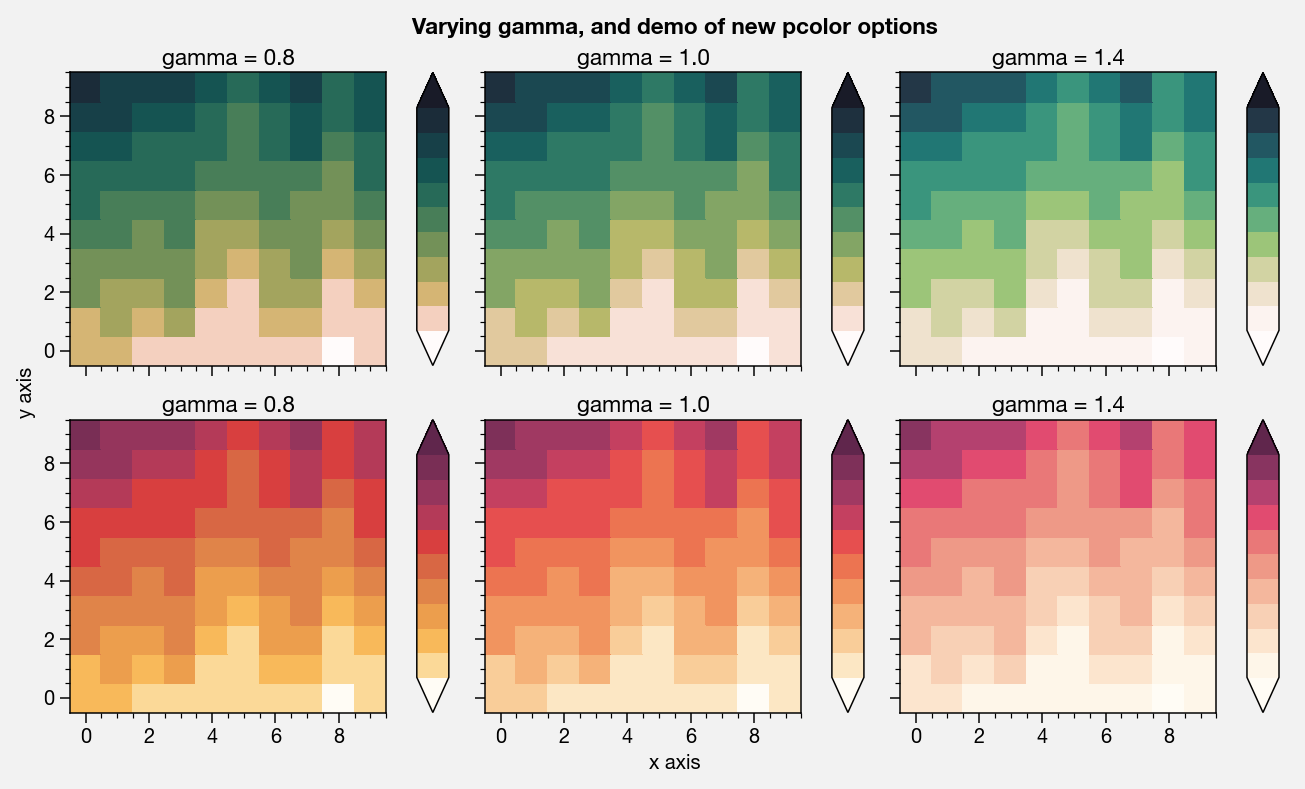 Varying gamma, and demo of new pcolor options
gamma = 0.8
gamma = 1.0
gamma = 1.4
8
6
4
2
0
y axis
gamma = 0.8
gamma = 1.0
gamma = 1.4
8
6
4
2
0
0 2 4 6 8
0 2 4 6 8
0 2 4 6 8
x axis